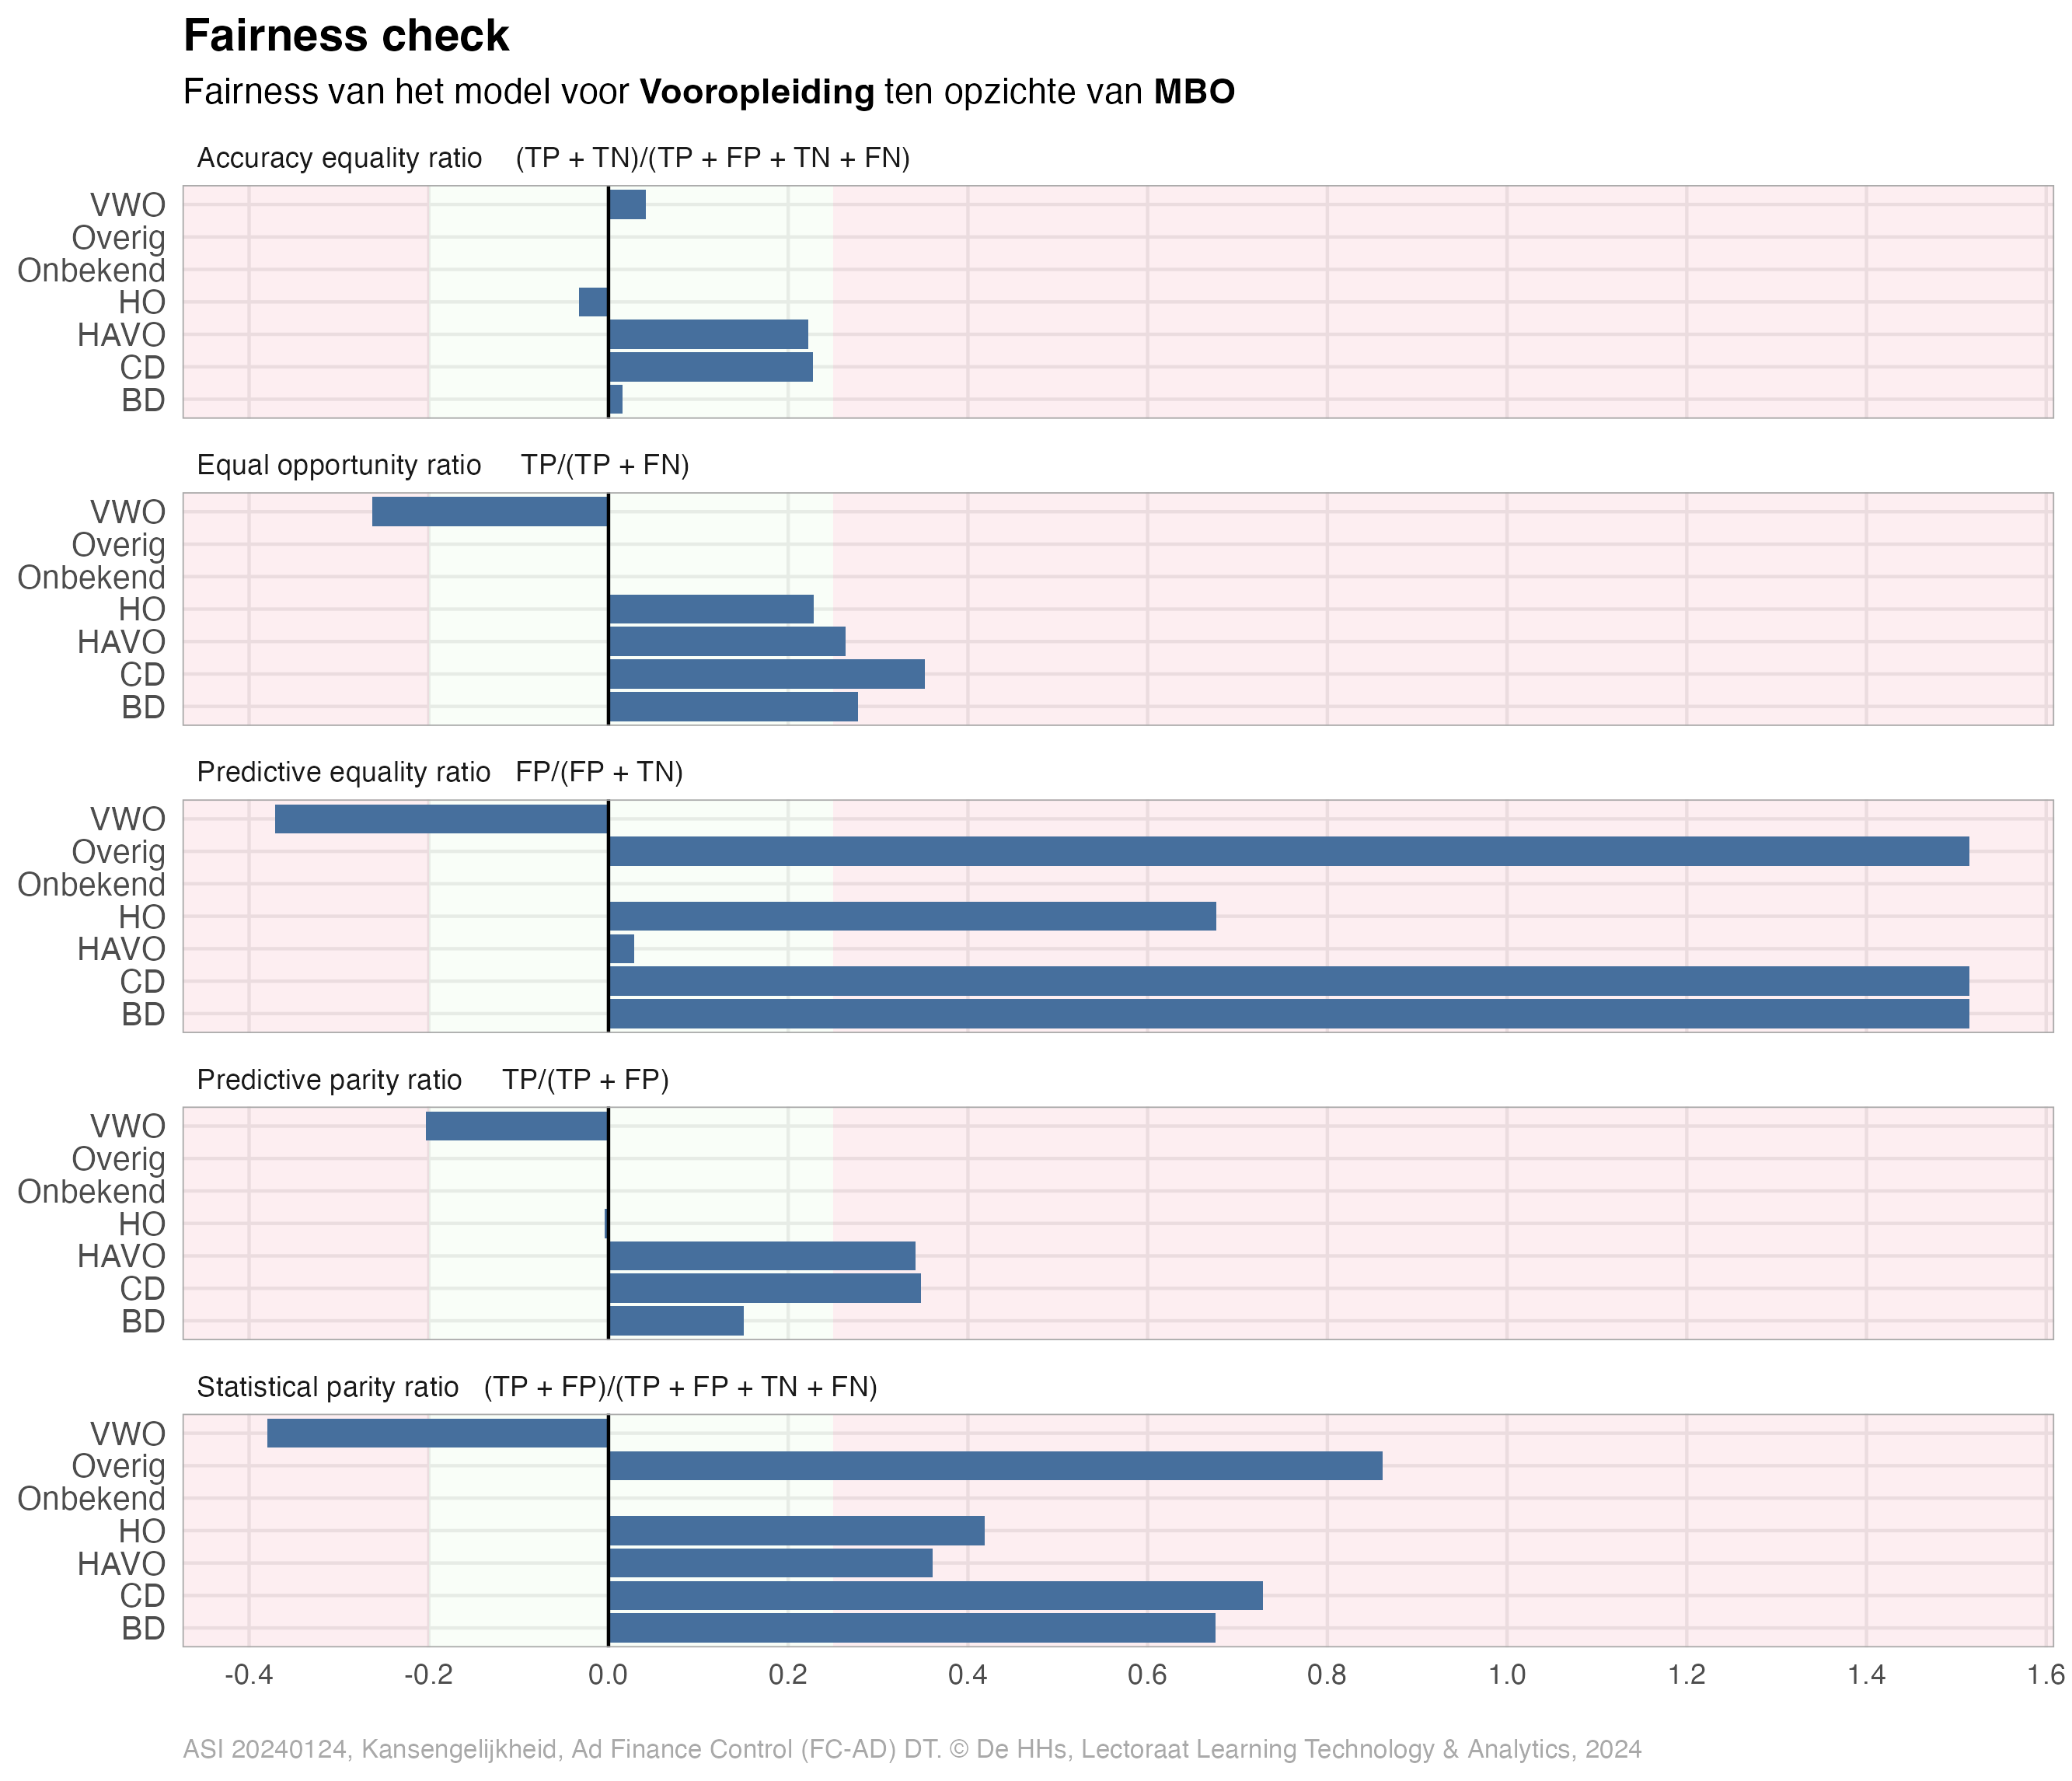 Fairness check
Fairness van het model voor Vooropleiding ten opzichte van MBO
Accuracy equality ratio (TP + TN)/(TP + FP + TN + FN)
VWO
Overig
Onbekend
HO
HAVO
CD
BD
Equal opportunity ratio TP/(TP + FN)
VWO
Overig
Onbekend
HO
HAVO
CD
BD
Predictive equality ratio FP/(FP + TN)
VWO
Overig
Onbekend
HO
HAVO
CD
BD
Predictive parity ratio TP/(TP + FP)
VWO
Overig
Onbekend
HO
HAVO
CD
BD
Statistical parity ratio (TP + FP)/(TP + FP + TN + FN)
VWO
Overig
Onbekend
HO
HAVO
CD
BD
-0.4 -0.2 0.0 0.2 0.4 0.6 0.8 1.0 1.2 1.4 1.6
ASI 20240124, Kansengelijkheid, Ad Finance Control (FC-AD) DT. © De HHs, Lectoraat Learning Technology & Analytics, 2024